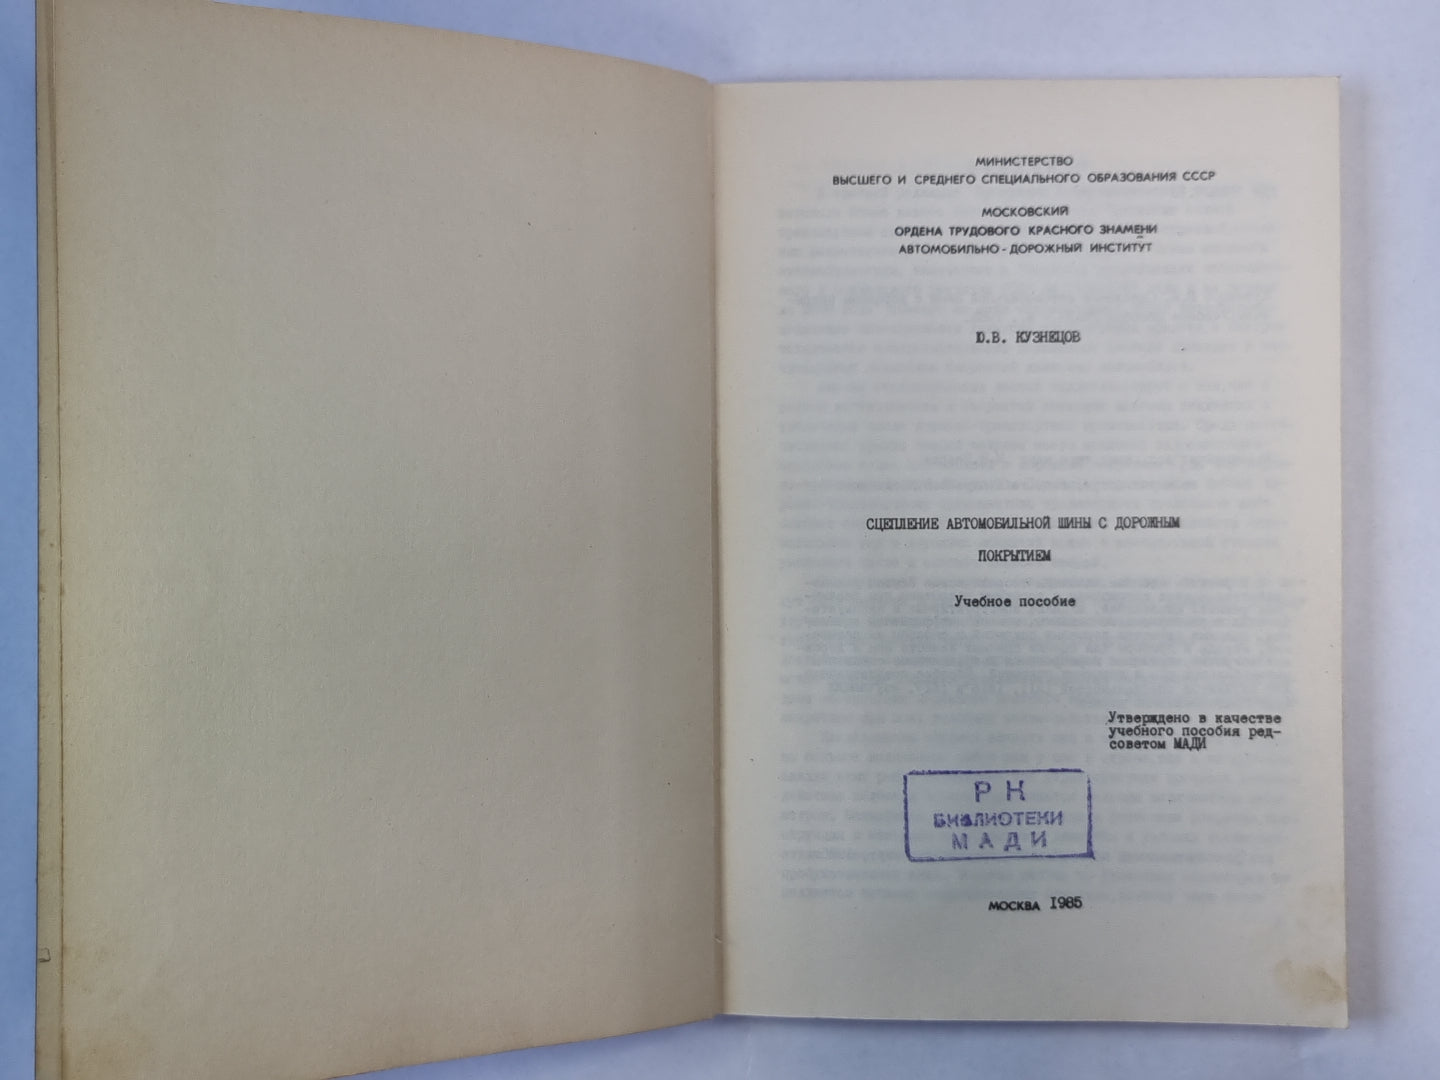 МИНИСТЕРСТВО
ВЫСШЕГО И СРЕДНЕГО СПЕЦИАЛЬНОГО ОБРАЗОВАНИЯ СССР
МОСКОВСКИЙ
ОРДЕНА ТРУДОВОГО КРАСНОГО ЗНАМЕНИ
АВТОМОБИЛЬНО-ДОРОЖНЫЙ ИНСТИТУТ
Ю.В. КУЗНЕЦОВ
СЦЕПЛЕНИЕ АВТОМОБИЛЬНОЙ ШИНЫ С ДОРОЖНЫМ
ПОКРЫТИЕМ
Учебное пособие
Утверждено в качестве
учебного пособия ред-
советом МАДИ
РК
БИБЛИОТЕКИ
МАДИ
МОСКВА 1985